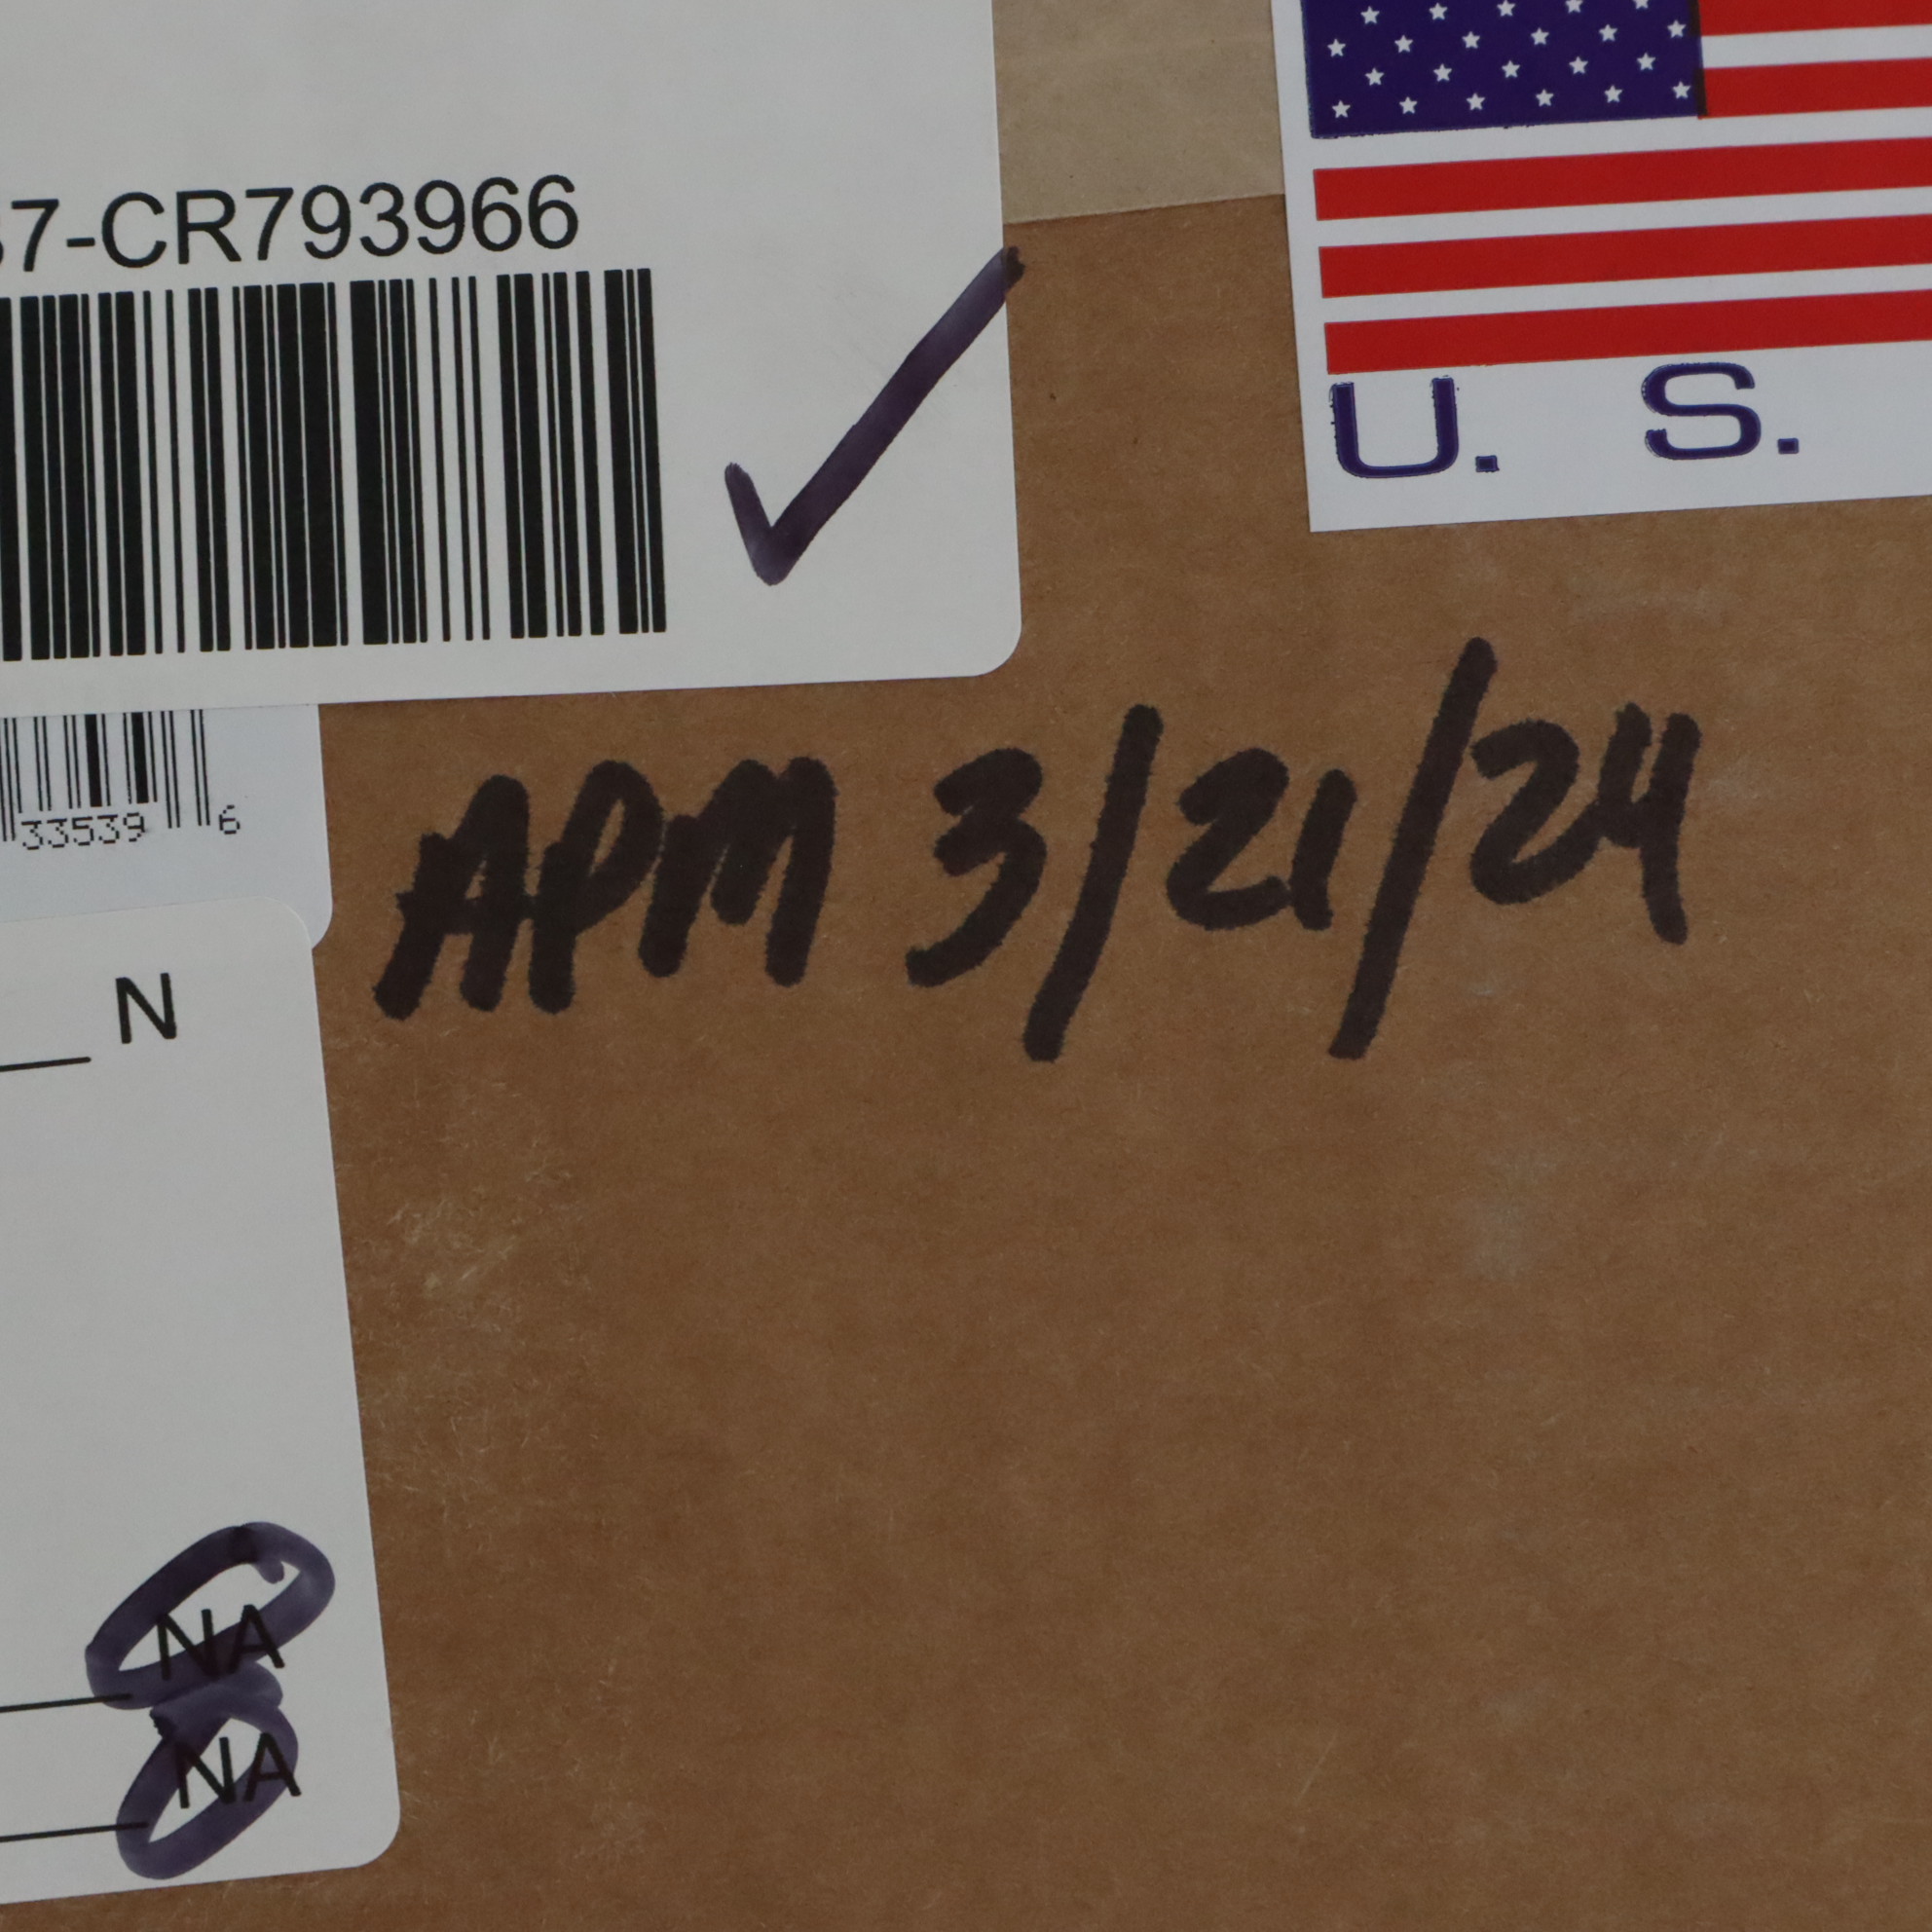 37-CR793966
U. S.
APM 3/21/24
33539 6
N
NA
NA